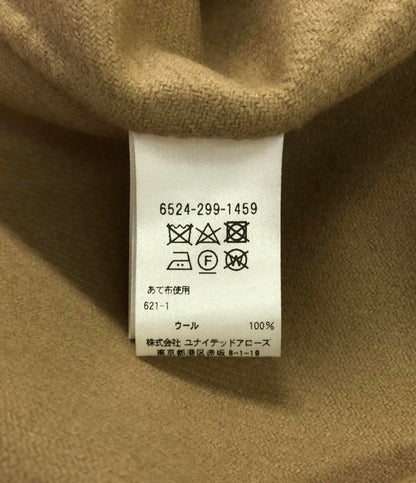 6524-299-1459
F W
あて布使用
621-1
ウール 100%
株式会社 ユナイテッドアローズ
東京都港区赤坂 8-1-19